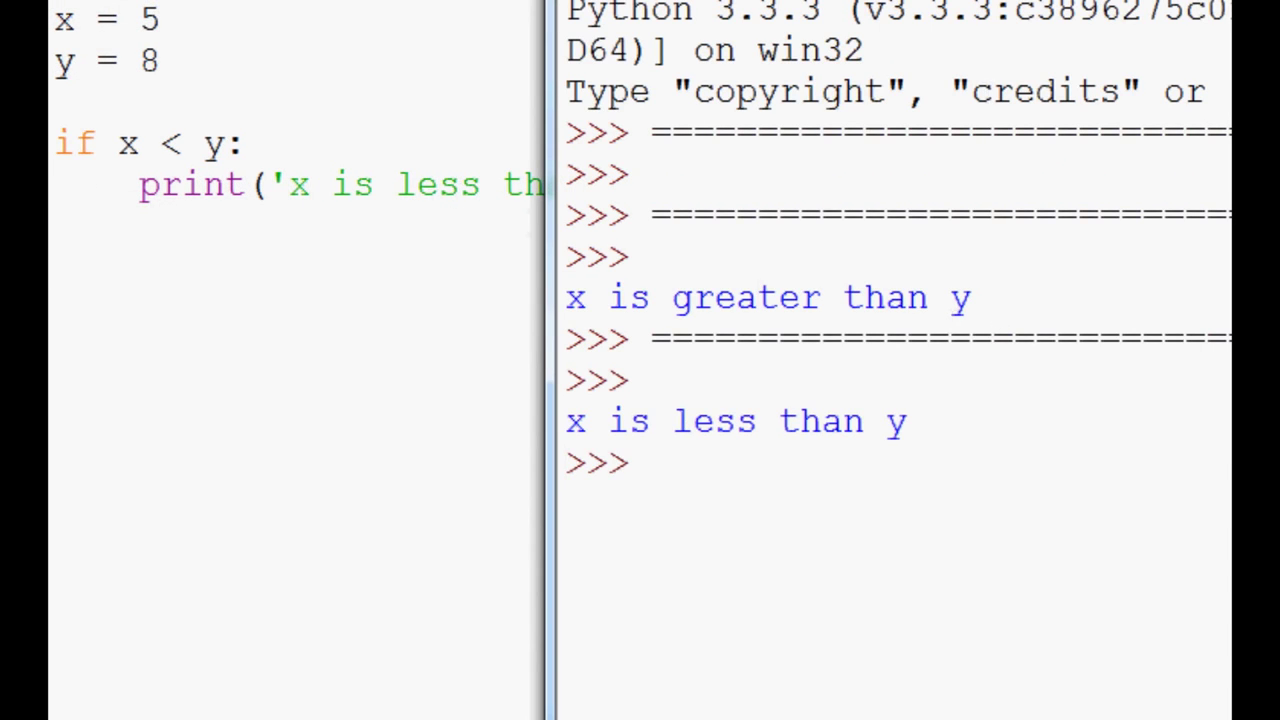 x = 5
y = 8
if x < y:
print('x is less th
Python 3.3.3 (v3.3.3:c3896275c0
D64)] on win32
Type "copyright", "credits" or
>>> ===========================
>>>
>>> ===========================
>>>
x is greater than y
>>> ===========================
>>>
x is less than y
>>>